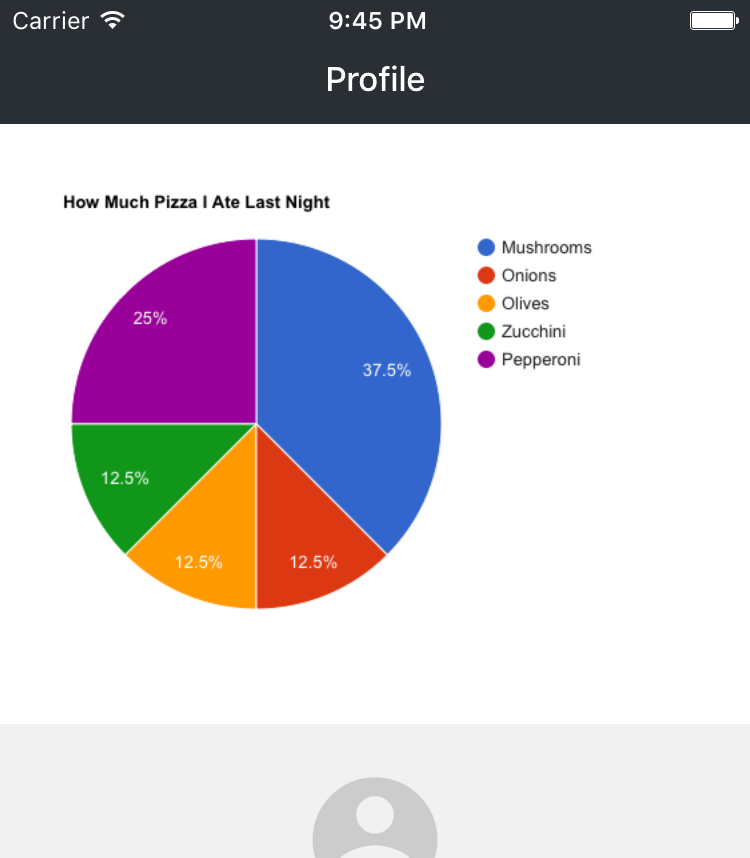 Carrier 9:45 PM
Profile
How Much Pizza I Ate Last Night
Mushrooms
Onions
Olives
Zucchini
Pepperoni
25%
37.5%
12.5%
12.5%
12.5%